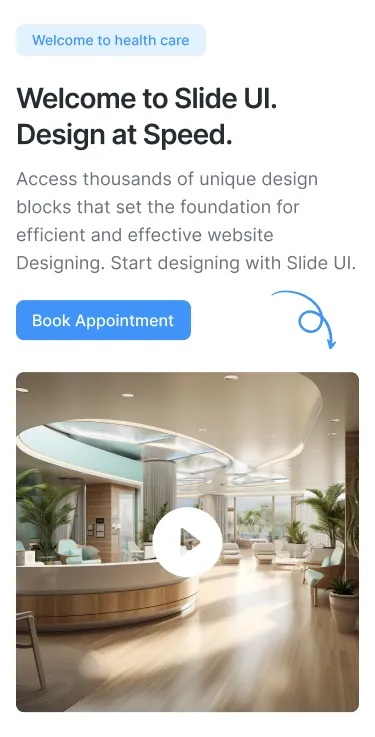 Welcome to health care
Welcome to Slide UI.
Design at Speed.
Access thousands of unique design
blocks that set the foundation for
efficient and effective website
Designing. Start designing with Slide UI.
Book Appointment